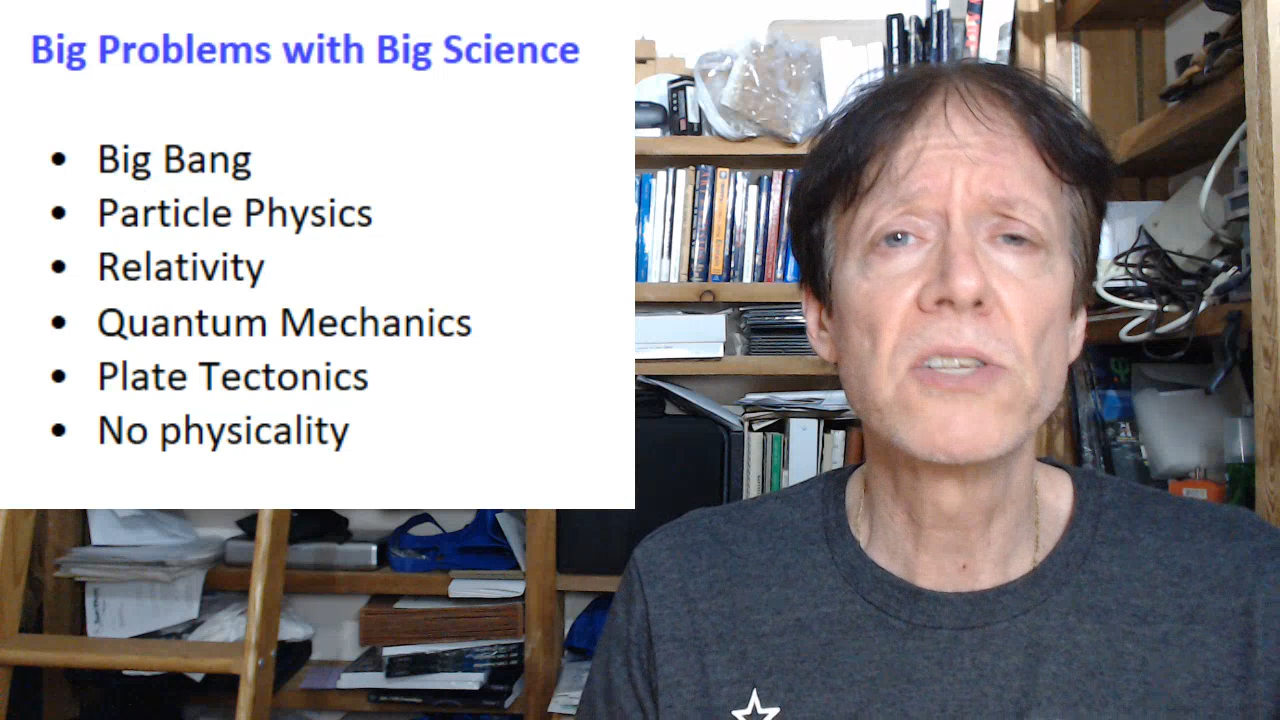 Big Problems with Big Science
• Big Bang
• Particle Physics
• Relativity
• Quantum Mechanics
• Plate Tectonics
• No physicality